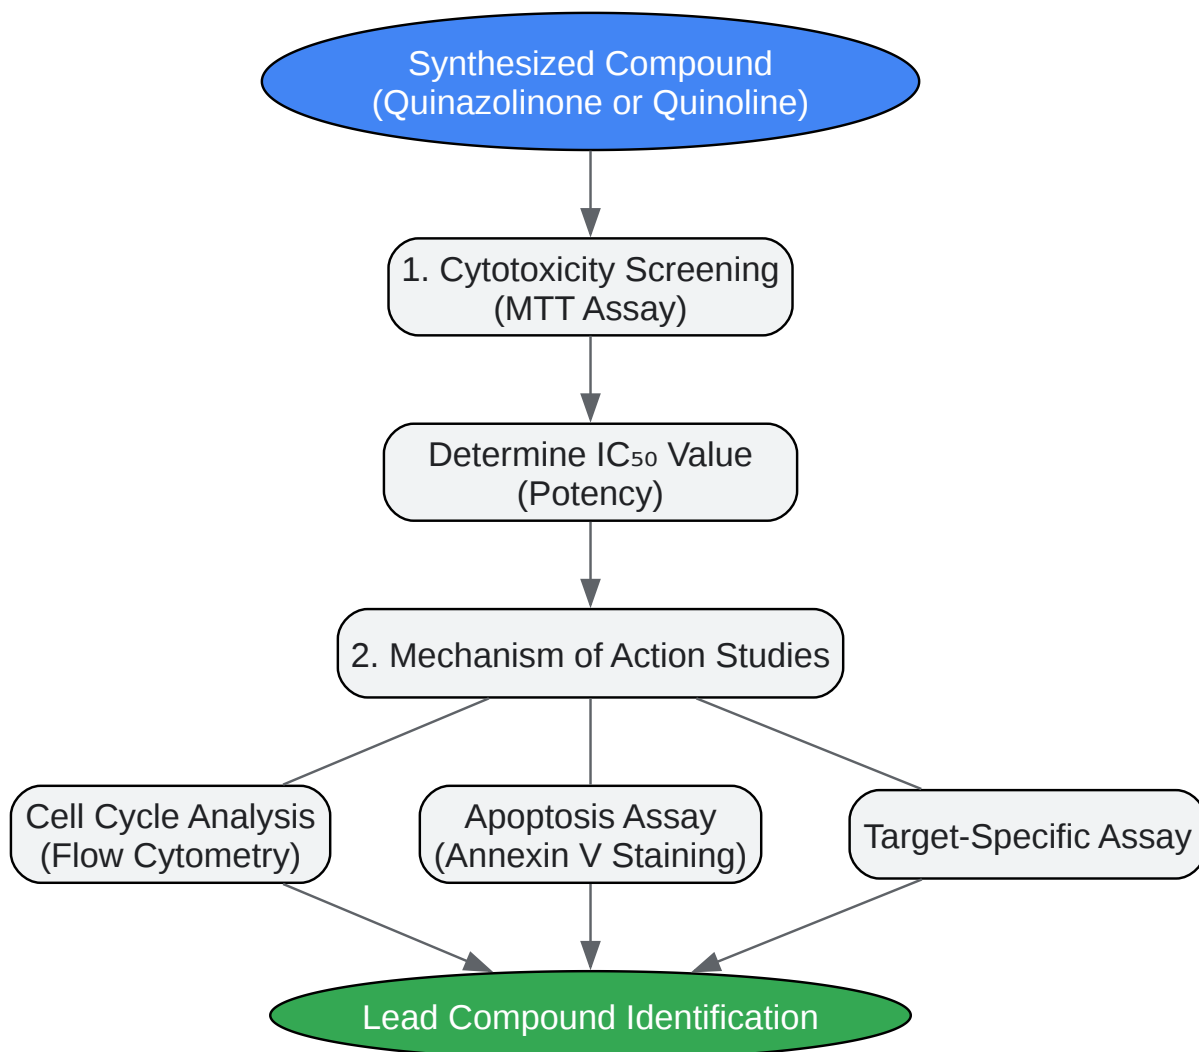 Synthesized Compound
(Quinazolinone or Quinoline)
1. Cytotoxicity Screening
(MTT Assay)
Determine IC₅₀ Value
(Potency)
2. Mechanism of Action Studies
Cell Cycle Analysis
(Flow Cytometry)
Apoptosis Assay
(Annexin V Staining)
Target-Specific Assay
Lead Compound Identification